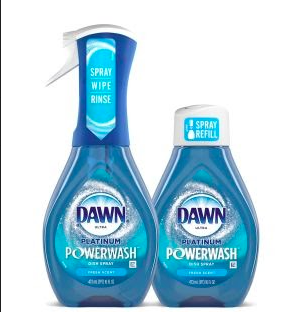 SPRAY
WIPE
RINSE
SPRAY
REFILL
DAWN
ULTRA
PLATINUM
POWERWASH
DISH SPRAY
FRESH SCENT
DAWN
ULTRA
PLATINUM
POWERWASH
DISH SPRAY
FRESH SCENT